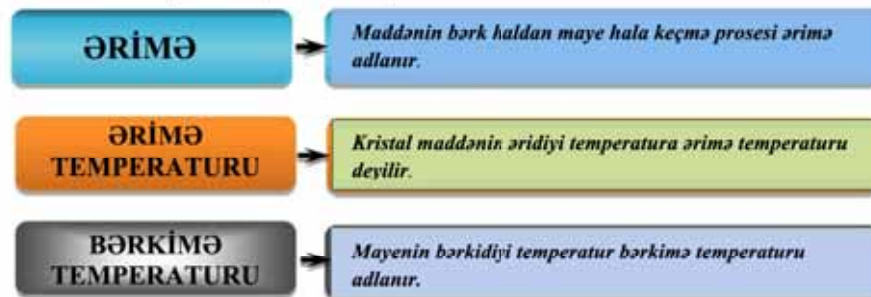 ƏRİMƏ
Maddənin bərk haldan maye hala keçmə prosesi ərimə
adlanır.
ƏRİMƏ
TEMPERATURU
Kristal maddənin əridiyi temperatura ərimə temperaturu
deyilir.
BƏRKİMƏ
TEMPERATURU
Mayenin bərkidiyi temperatur bərkimə temperaturu
adlanır.